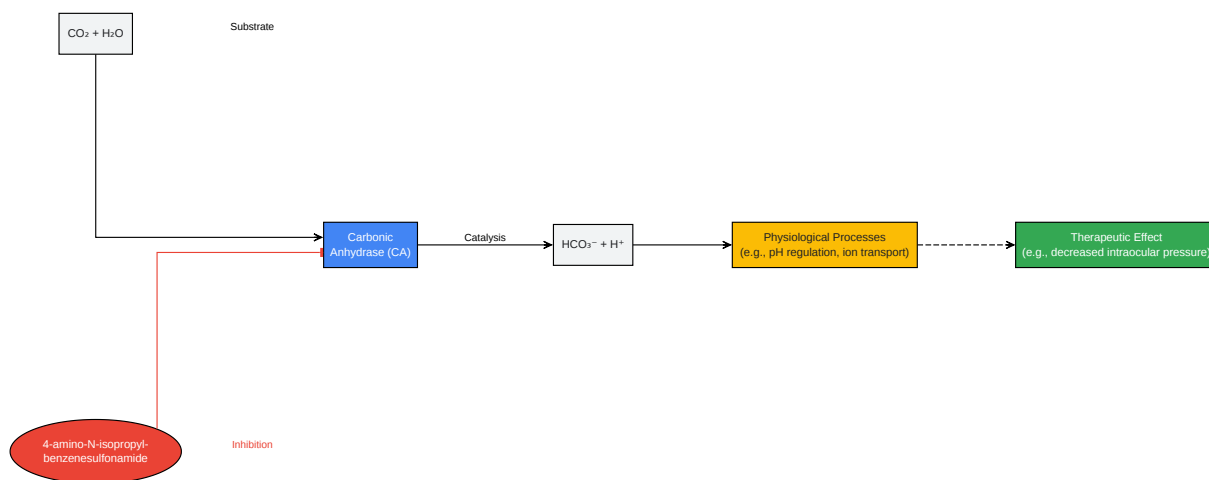 CO₂ + H₂O
Substrate
Carbonic
Anhydrase (CA)
Catalysis
HCO₃⁻ + H⁺
Physiological Processes
(e.g., pH regulation, ion transport)
Therapeutic Effect
(e.g., decreased intraocular pressure)
4-amino-N-isopropyl-
benzenesulfonamide
Inhibition